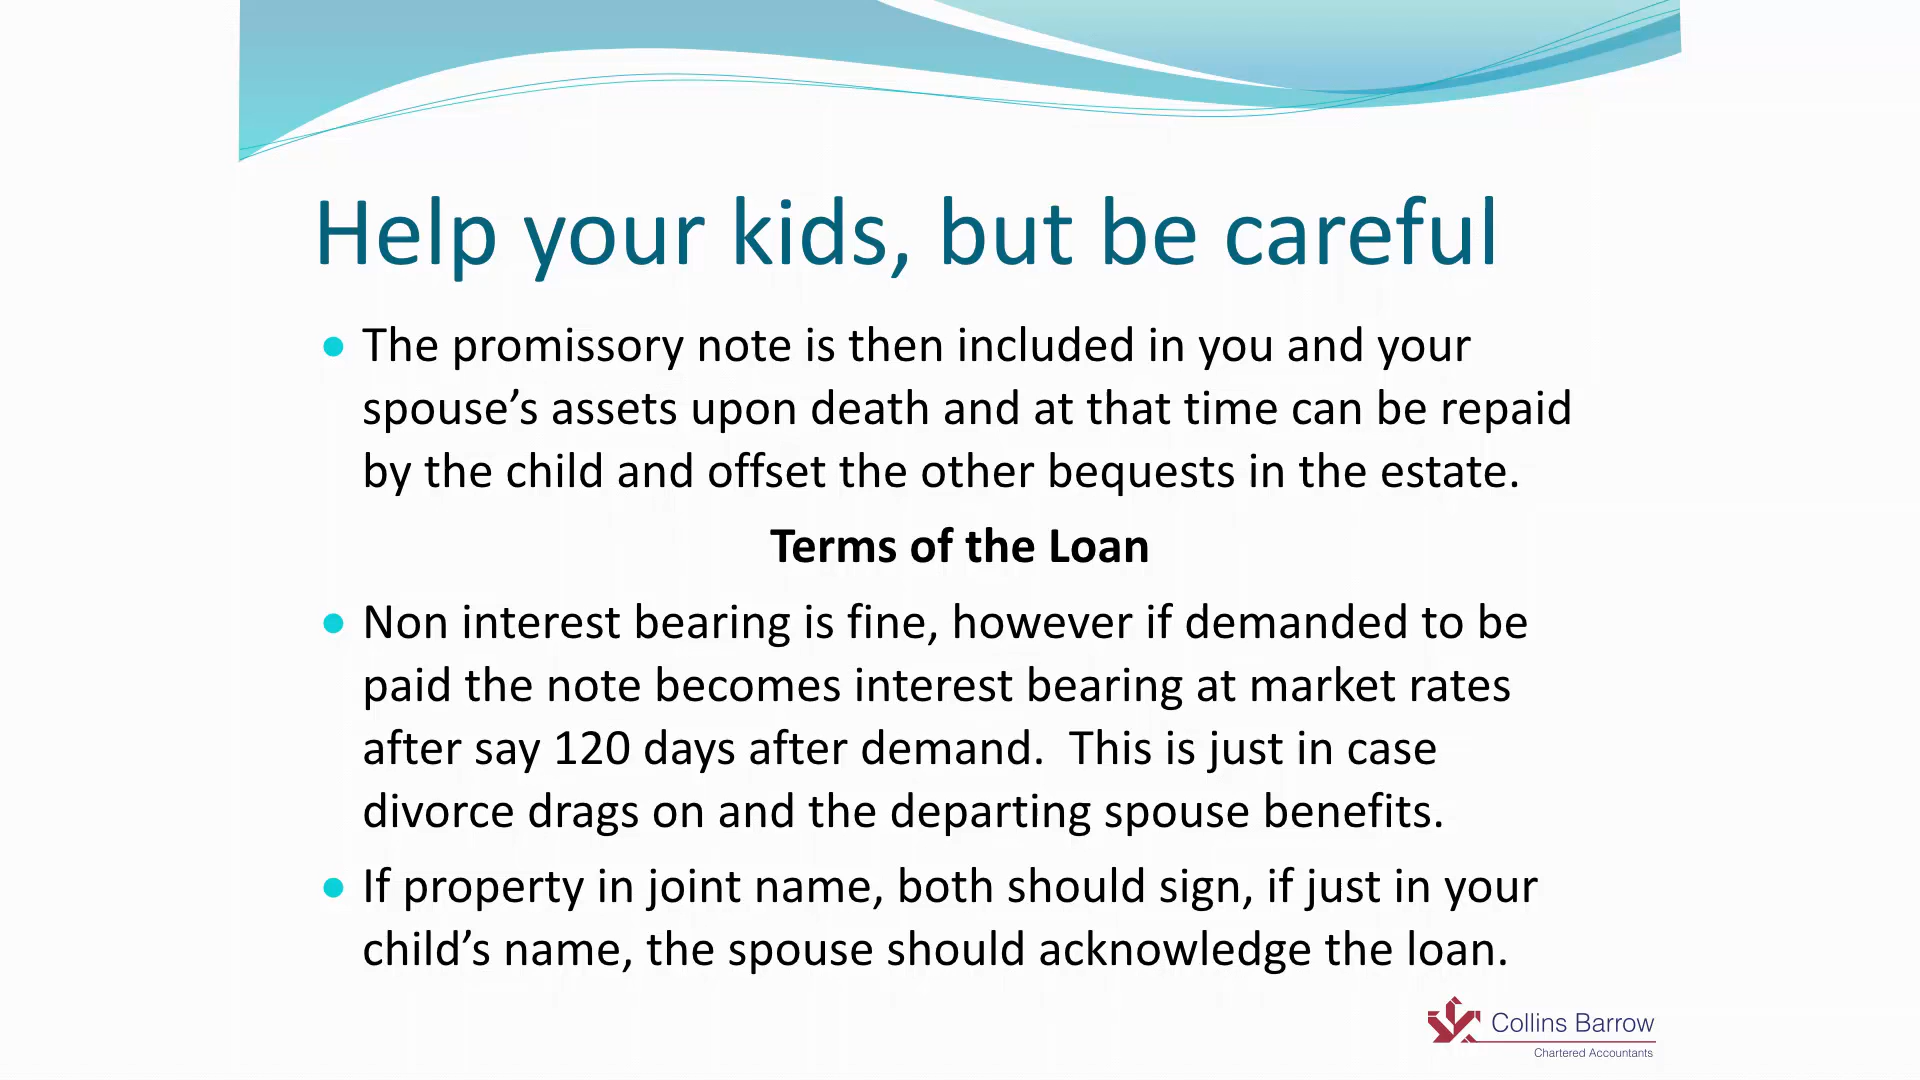 Help your kids, but be careful
• The promissory note is then included in you and your
spouse’s assets upon death and at that time can be repaid
by the child and offset the other bequests in the estate.
Terms of the Loan
• Non interest bearing is fine, however if demanded to be
paid the note becomes interest bearing at market rates
after say 120 days after demand.  This is just in case
divorce drags on and the departing spouse benefits.
• If property in joint name, both should sign, if just in your
child’s name, the spouse should acknowledge the loan.
Collins Barrow
Chartered Accountants